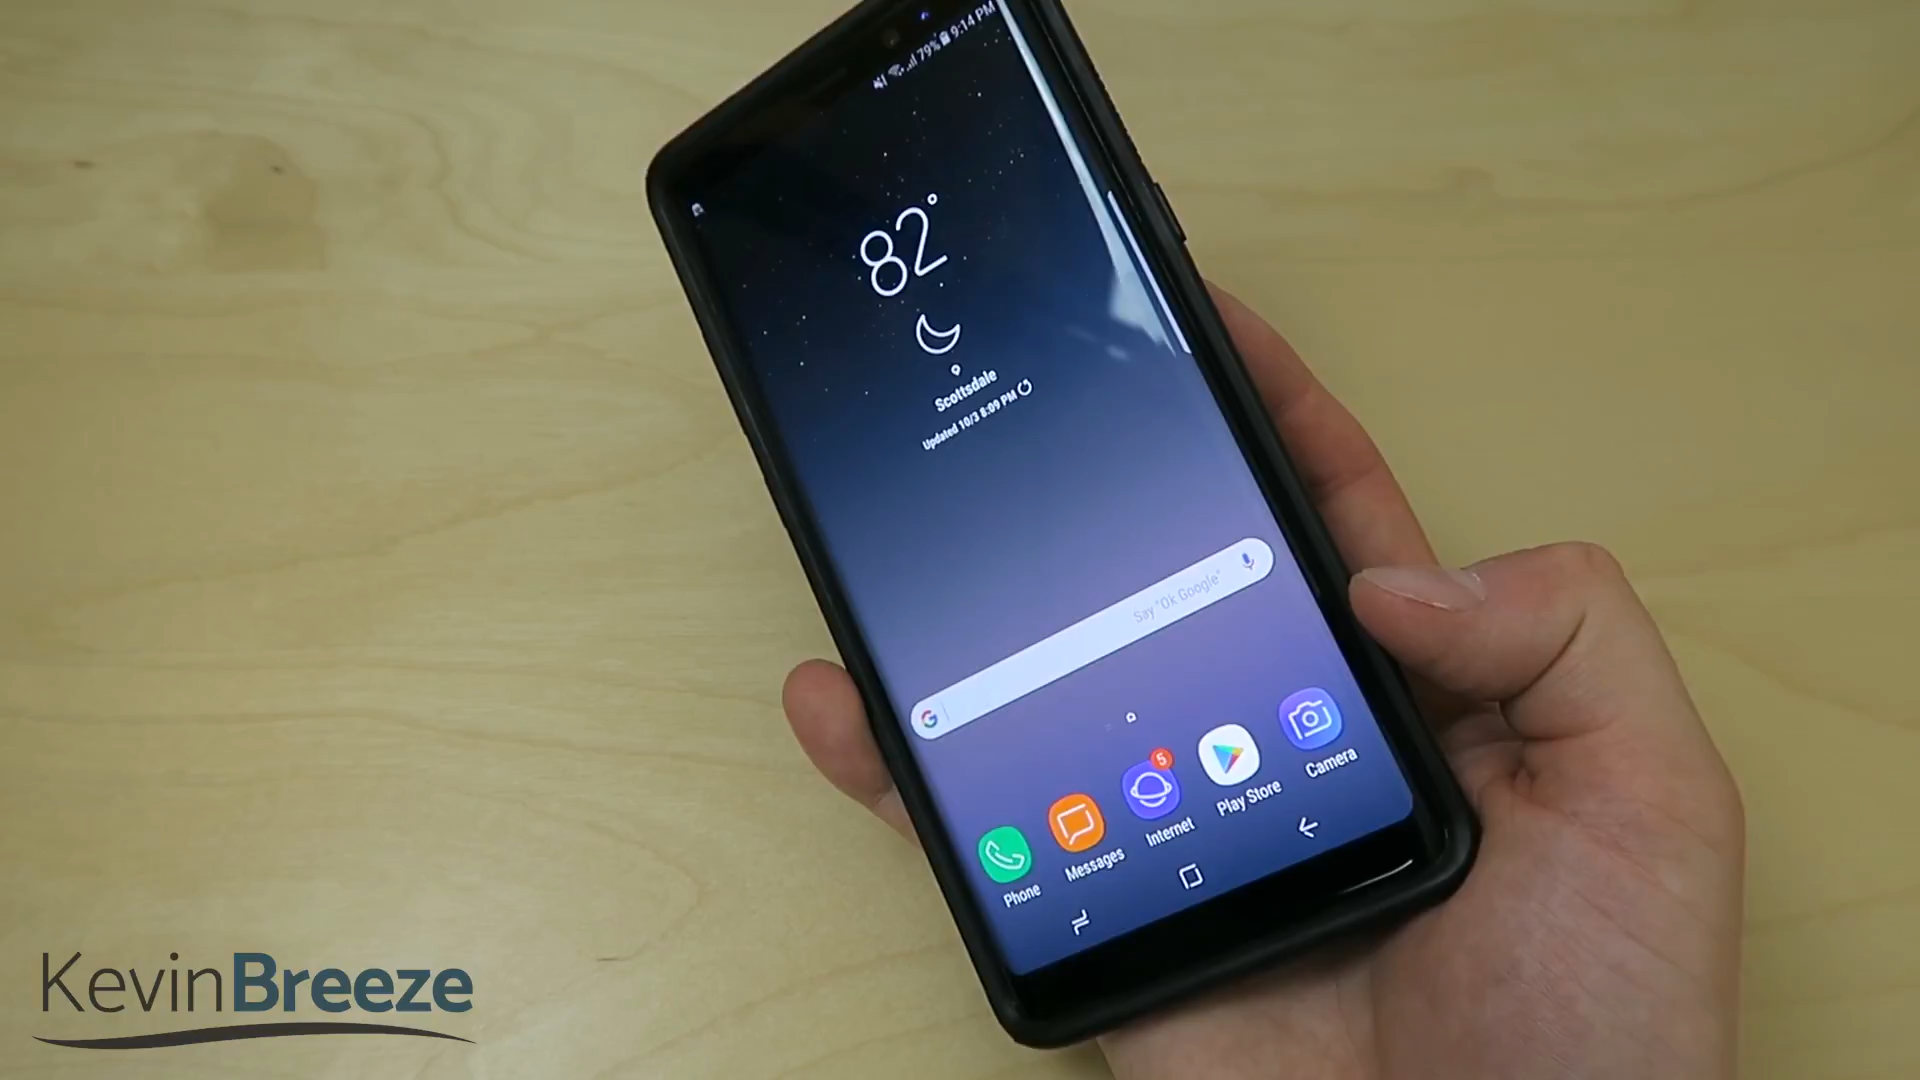 79% 9:14 PM
82°
Scottsdale
Updated 10/3 8:09 PM
Say "Ok Google"
5
Phone
Messages
Internet
Play Store
Camera
KevinBreeze